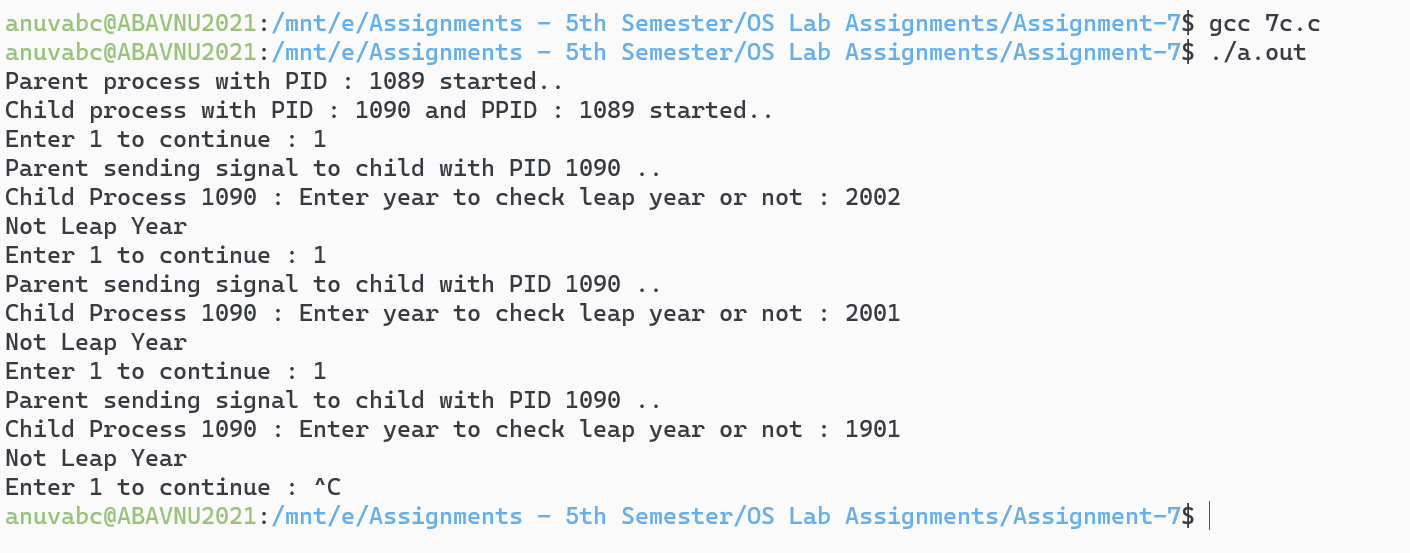 anuvabc@ABAVNU2021:/mnt/e/Assignments - 5th Semester/OS Lab Assignments/Assignment-7$ gcc 7c.c
anuvabc@ABAVNU2021:/mnt/e/Assignments - 5th Semester/OS Lab Assignments/Assignment-7$ ./a.out
Parent process with PID : 1089 started..
Child process with PID : 1090 and PPID : 1089 started..
Enter 1 to continue : 1
Parent sending signal to child with PID 1090 ..
Child Process 1090 : Enter year to check leap year or not : 2002
Not Leap Year
Enter 1 to continue : 1
Parent sending signal to child with PID 1090 ..
Child Process 1090 : Enter year to check leap year or not : 2001
Not Leap Year
Enter 1 to continue : 1
Parent sending signal to child with PID 1090 ..
Child Process 1090 : Enter year to check leap year or not : 1901
Not Leap Year
Enter 1 to continue : ^C
anuvabc@ABAVNU2021:/mnt/e/Assignments - 5th Semester/OS Lab Assignments/Assignment-7$